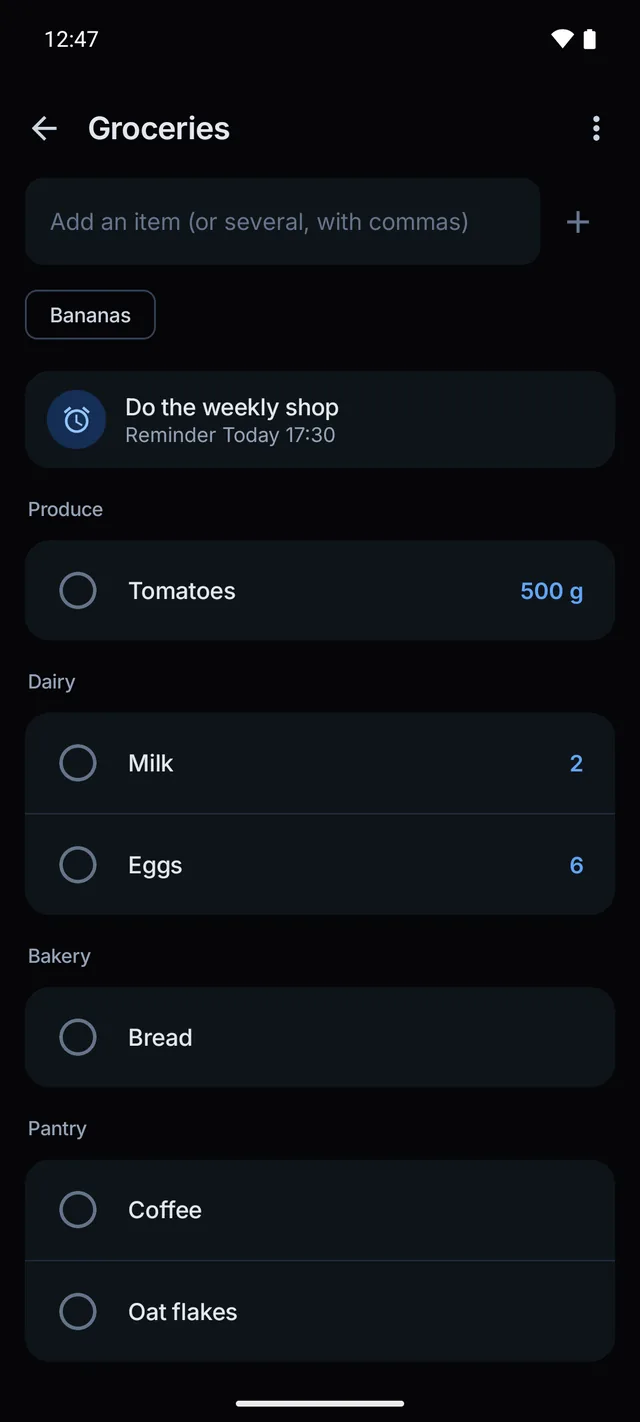 12:47
Groceries
Add an item (or several, with commas)
Bananas
Do the weekly shop
Reminder Today 17:30
Produce
Tomatoes 500 g
Dairy
Milk 2
Eggs 6
Bakery
Bread
Pantry
Coffee
Oat flakes